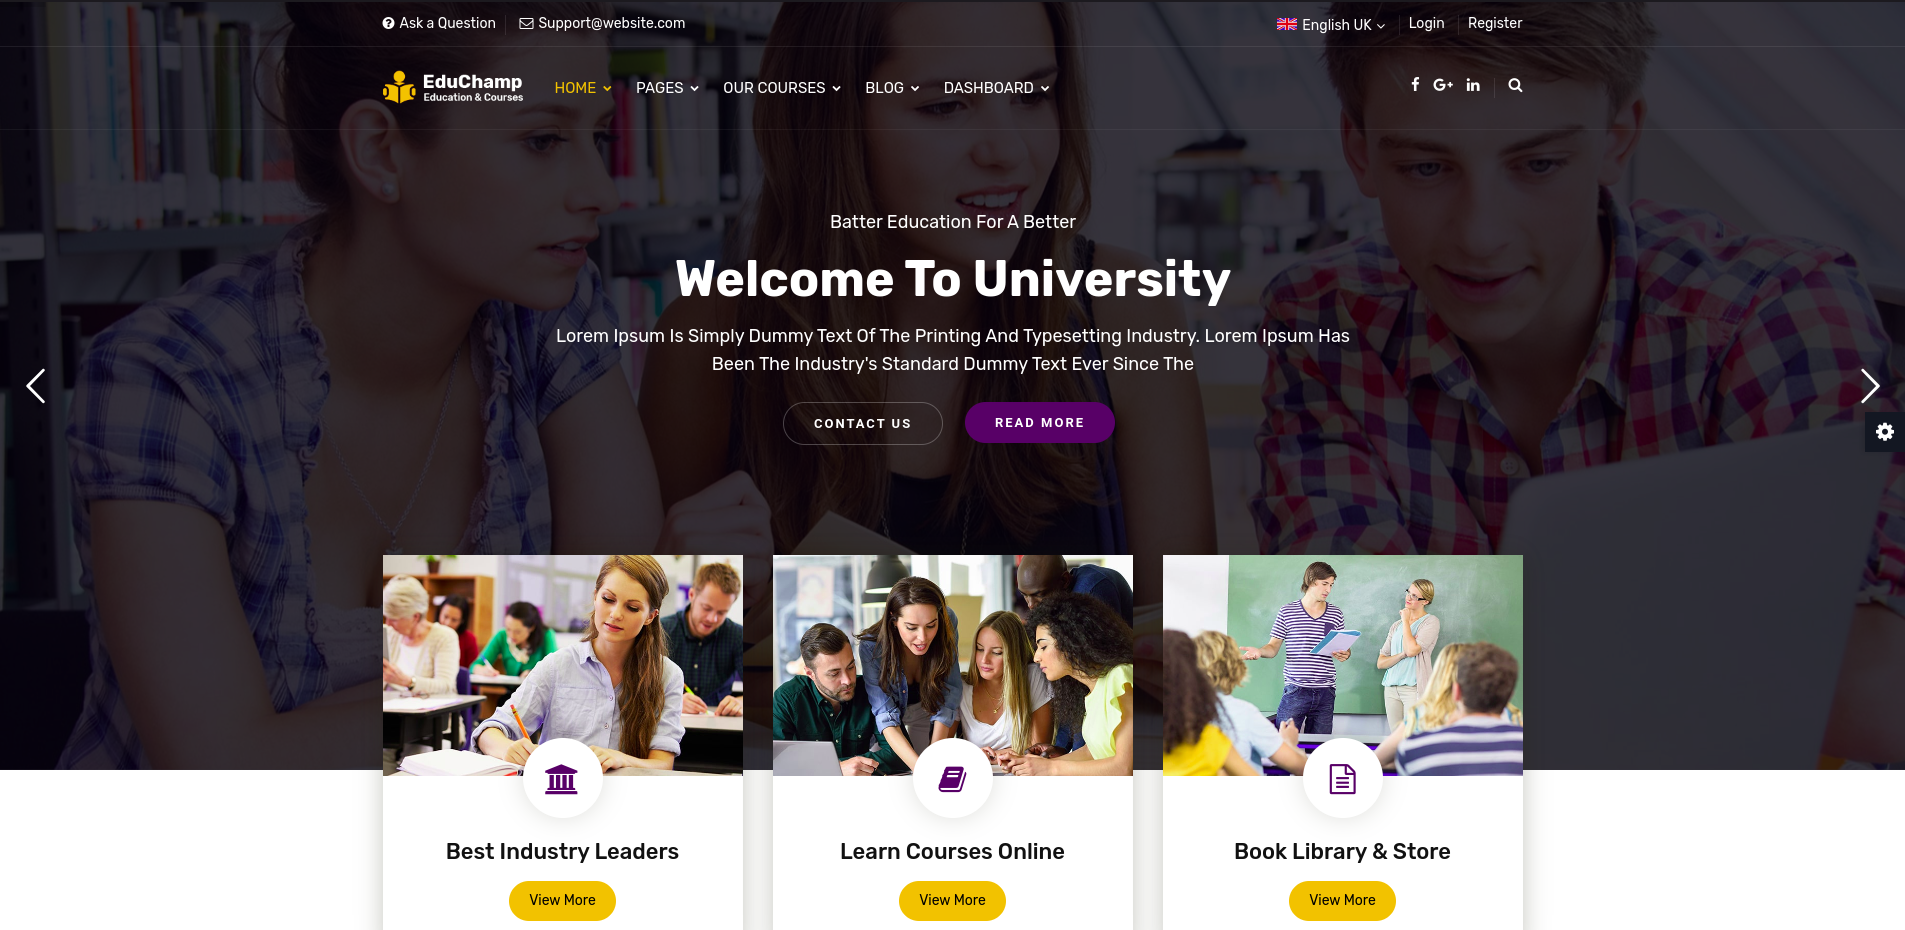 Ask a Question
Support@website.com
English UK
Login
Register
EduChamp
Education & Courses
HOME
PAGES
OUR COURSES
BLOG
DASHBOARD
G+
in
Batter Education For A Better
Welcome To University
Lorem Ipsum Is Simply Dummy Text Of The Printing And Typesetting Industry. Lorem Ipsum Has
Been The Industry's Standard Dummy Text Ever Since The
CONTACT US
READ MORE
Best Industry Leaders
Learn Courses Online
Book Library & Store
View More
View More
View More